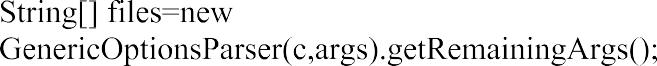 String[] files=new
GenericOptionsParser(c,args).getRemainingArgs();